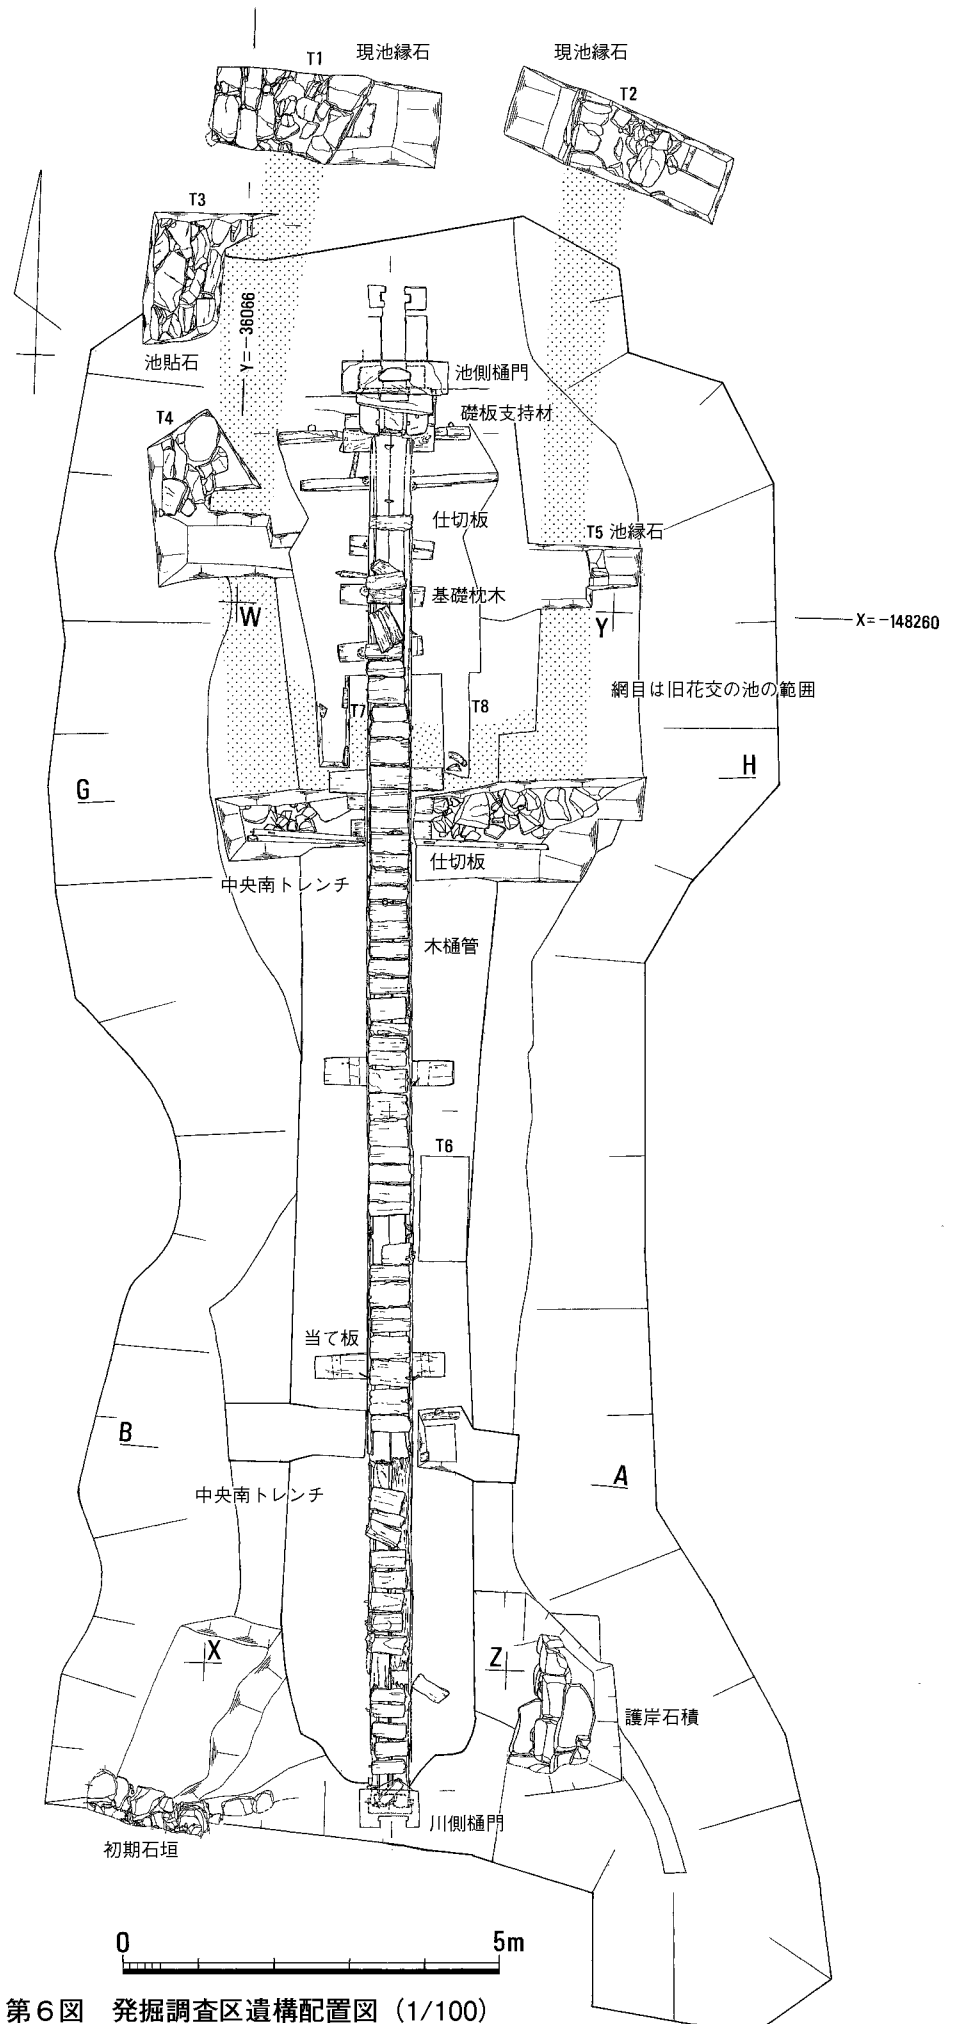 T1
現池縁石
現池縁石
T2
T3
Y=-36066
池貼石
池側樋門
T4
礎板支持材
仕切板
T5 池縁石
基礎枕木
W
Y
X=-148260
網目は旧花交の池の範囲
T7
T8
G
H
仕切板
中央南トレンチ
木樋管
T6
当て板
B
A
中央南トレンチ
X
Z
護岸石積
川側樋門
初期石垣
0
5m
第6図 発掘調査区遺構配置図 (1/100)